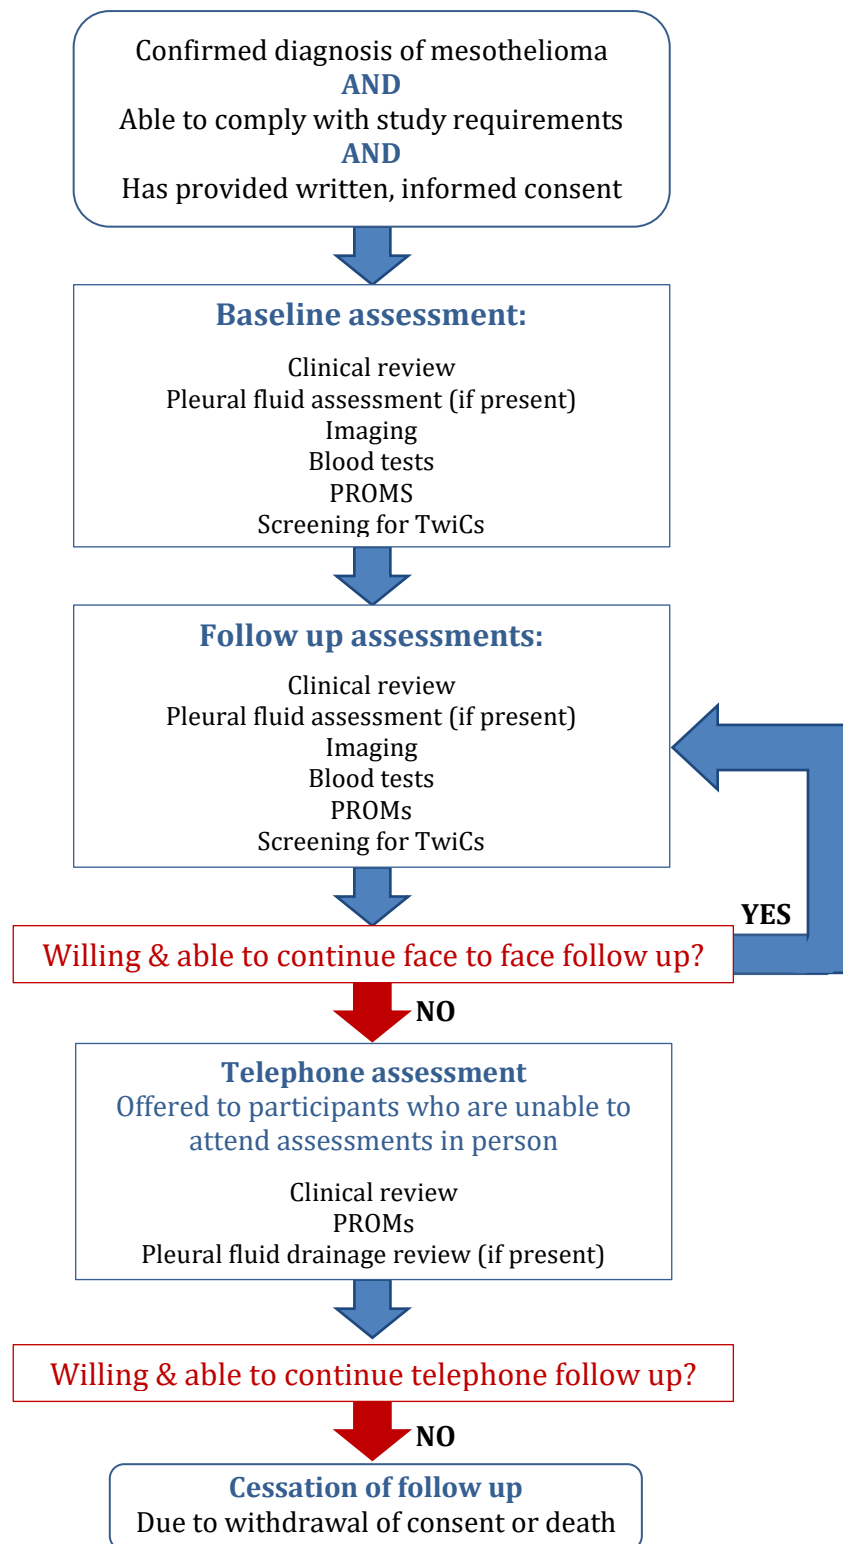 Confirmed diagnosis of mesothelioma
AND
Able to comply with study requirements
AND
Has provided written, informed consent
Baseline assessment:
Clinical review
Pleural fluid assessment (if present)
Imaging
Blood tests
PROMS
Screening for TwiCs
Follow up assessments:
Clinical review
Pleural fluid assessment (if present)
Imaging
Blood tests
PROMs
Screening for TwiCs
YES
Willing & able to continue face to face follow up?
NO
Telephone assessment
Offered to participants who are unable to
attend assessments in person
Clinical review
PROMs
Pleural fluid drainage review (if present)
Willing & able to continue telephone follow up?
NO
Cessation of follow up
Due to withdrawal of consent or death